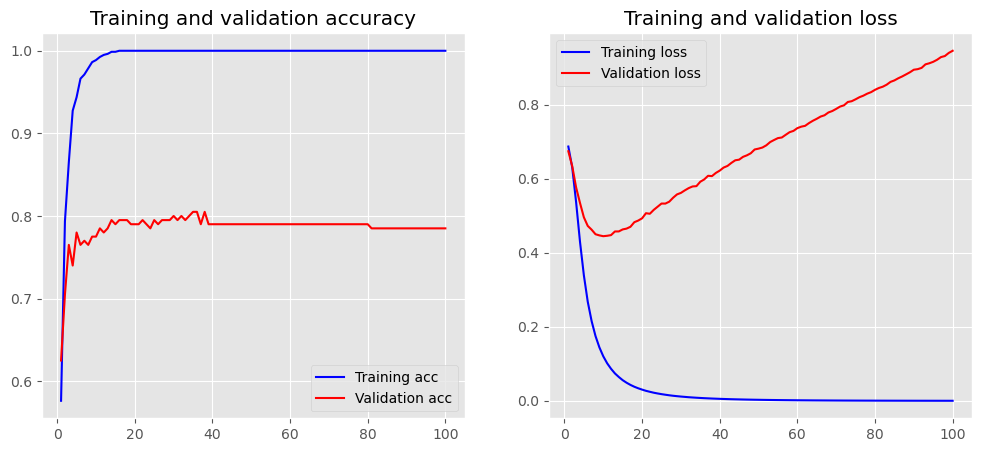 Training and validation accuracy
1.0
0.9
0.8
0.7
0.6
0 20 40 60 80 100
Training acc
Validation acc
Training and validation loss
Training loss
Validation loss
0.8
0.6
0.4
0.2
0.0
0 20 40 60 80 100